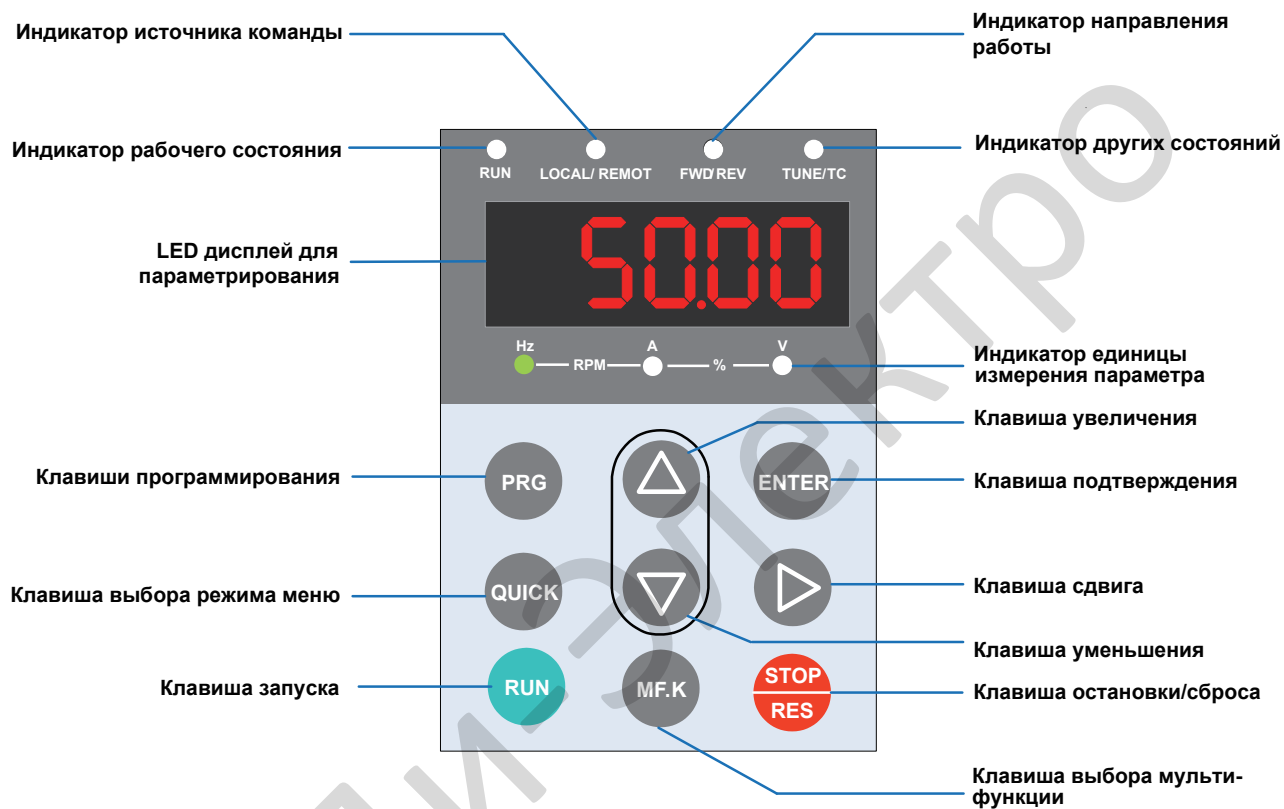 Индикатор источника команды
Индикатор направления
работы
Индикатор рабочего состояния
Индикатор других состояний
RUN
LOCAL/ REMOT
FWD/REV
TUNE/TC
LED дисплей для
параметрирования
50.00
Hz
RPM
A
%
V
Индикатор единицы
измерения параметра
Клавиша увеличения
Клавиши программирования
PRG
ENTER
Клавиша подтверждения
Клавиша выбора режима меню
QUICK
Клавиша сдвига
Клавиша уменьшения
Клавиша запуска
RUN
MF.K
STOP
RES
Клавиша остановки/сброса
Клавиша выбора мульти-
функции